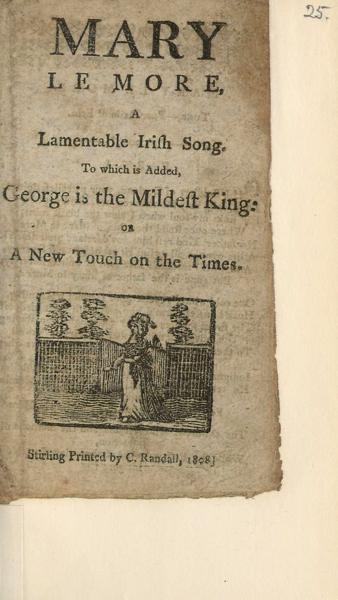 25.
MARY
LE MORE,
A
Lamentable Iriſh Song.
To which is Added,
George is the Mildeſt King:
OR
A New Touch on the Times.
Stirling Printed by C. Randall, 1808]